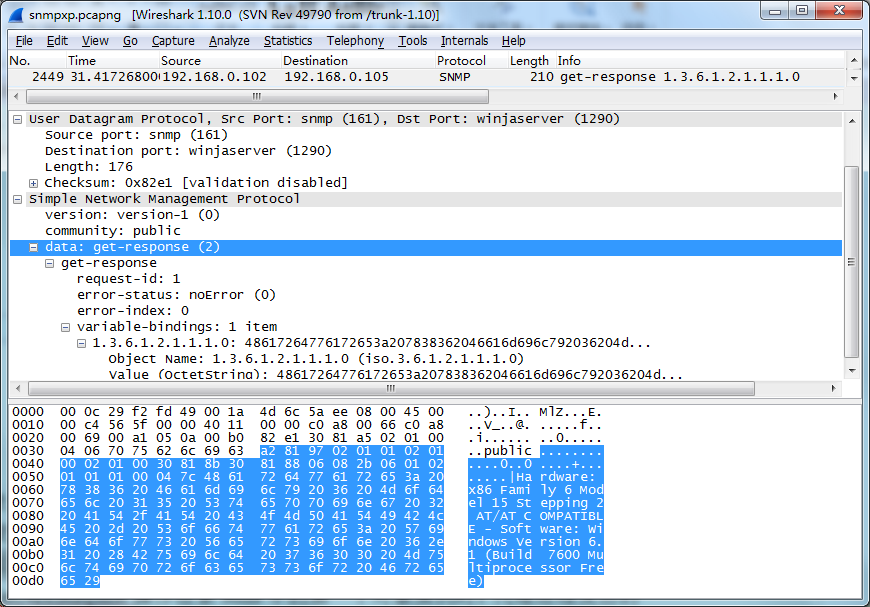 snmpxp.pcapng [Wireshark 1.10.0 (SVN Rev 49790 from /trunk-1.10)]
File Edit View Go Capture Analyze Statistics Telephony Tools Internals Help
No. Time Source Destination Protocol Length Info
2449 31.41726800 192.168.0.102 192.168.0.105 SNMP 210 get-response 1.3.6.1.2.1.1.1.0
User Datagram Protocol, Src Port: snmp (161), Dst Port: winjaserver (1290)
Source port: snmp (161)
Destination port: winjaserver (1290)
Length: 176
Checksum: 0x82e1 [validation disabled]
Simple Network Management Protocol
version: version-1 (0)
community: public
data: get-response (2)
get-response
request-id: 1
error-status: noError (0)
error-index: 0
variable-bindings: 1 item
1.3.6.1.2.1.1.1.0: 48617264776172653a207838362046616d696c792036204d...
Object Name: 1.3.6.1.2.1.1.1.0 (iso.3.6.1.2.1.1.1.0)
Value (OctetString): 48617264776172653a207838362046616d696c792036204d...
0000 00 0c 29 f2 fd 49 00 1a 4d 6c 5a ee 08 00 45 00 ..)..I.. MlZ...E.
0010 00 c4 56 5f 00 00 40 11 00 00 c0 a8 00 66 c0 a8 ..V_..@. .....f..
0020 00 69 00 a1 05 0a 00 b0 82 e1 30 81 a5 02 01 00 .i...... ..0.....
0030 04 06 70 75 62 6c 69 63 a2 81 97 02 01 01 02 01 ..public ........
0040 00 02 01 00 30 81 8b 30 81 88 06 08 2b 06 01 02 ....0..0 ....+...
0050 01 01 01 00 04 7c 48 61 72 64 77 61 72 65 3a 20 .....|Ha rdware:
0060 78 38 36 20 46 61 6d 69 6c 79 20 36 20 4d 6f 64 x86 Fami ly 6 Mod
0070 65 6c 20 31 35 20 53 74 65 70 70 69 6e 67 20 32 el 15 St epping 2
0080 20 41 54 2f 41 54 20 43 4f 4d 50 41 54 49 42 4c AT/AT C OMPATIBL
0090 45 20 2d 20 53 6f 66 74 77 61 72 65 3a 20 57 69 E - Soft ware: Wi
00a0 6e 64 6f 77 73 20 56 65 72 73 69 6f 6e 20 36 2e ndows Ve rsion 6.
00b0 31 20 28 42 75 69 6c 64 20 37 36 30 30 20 4d 75 1 (Build 7600 Mu
00c0 6c 74 69 70 72 6f 63 65 73 73 6f 72 20 46 72 65 ltiproce ssor Fre
00d0 65 29 e)